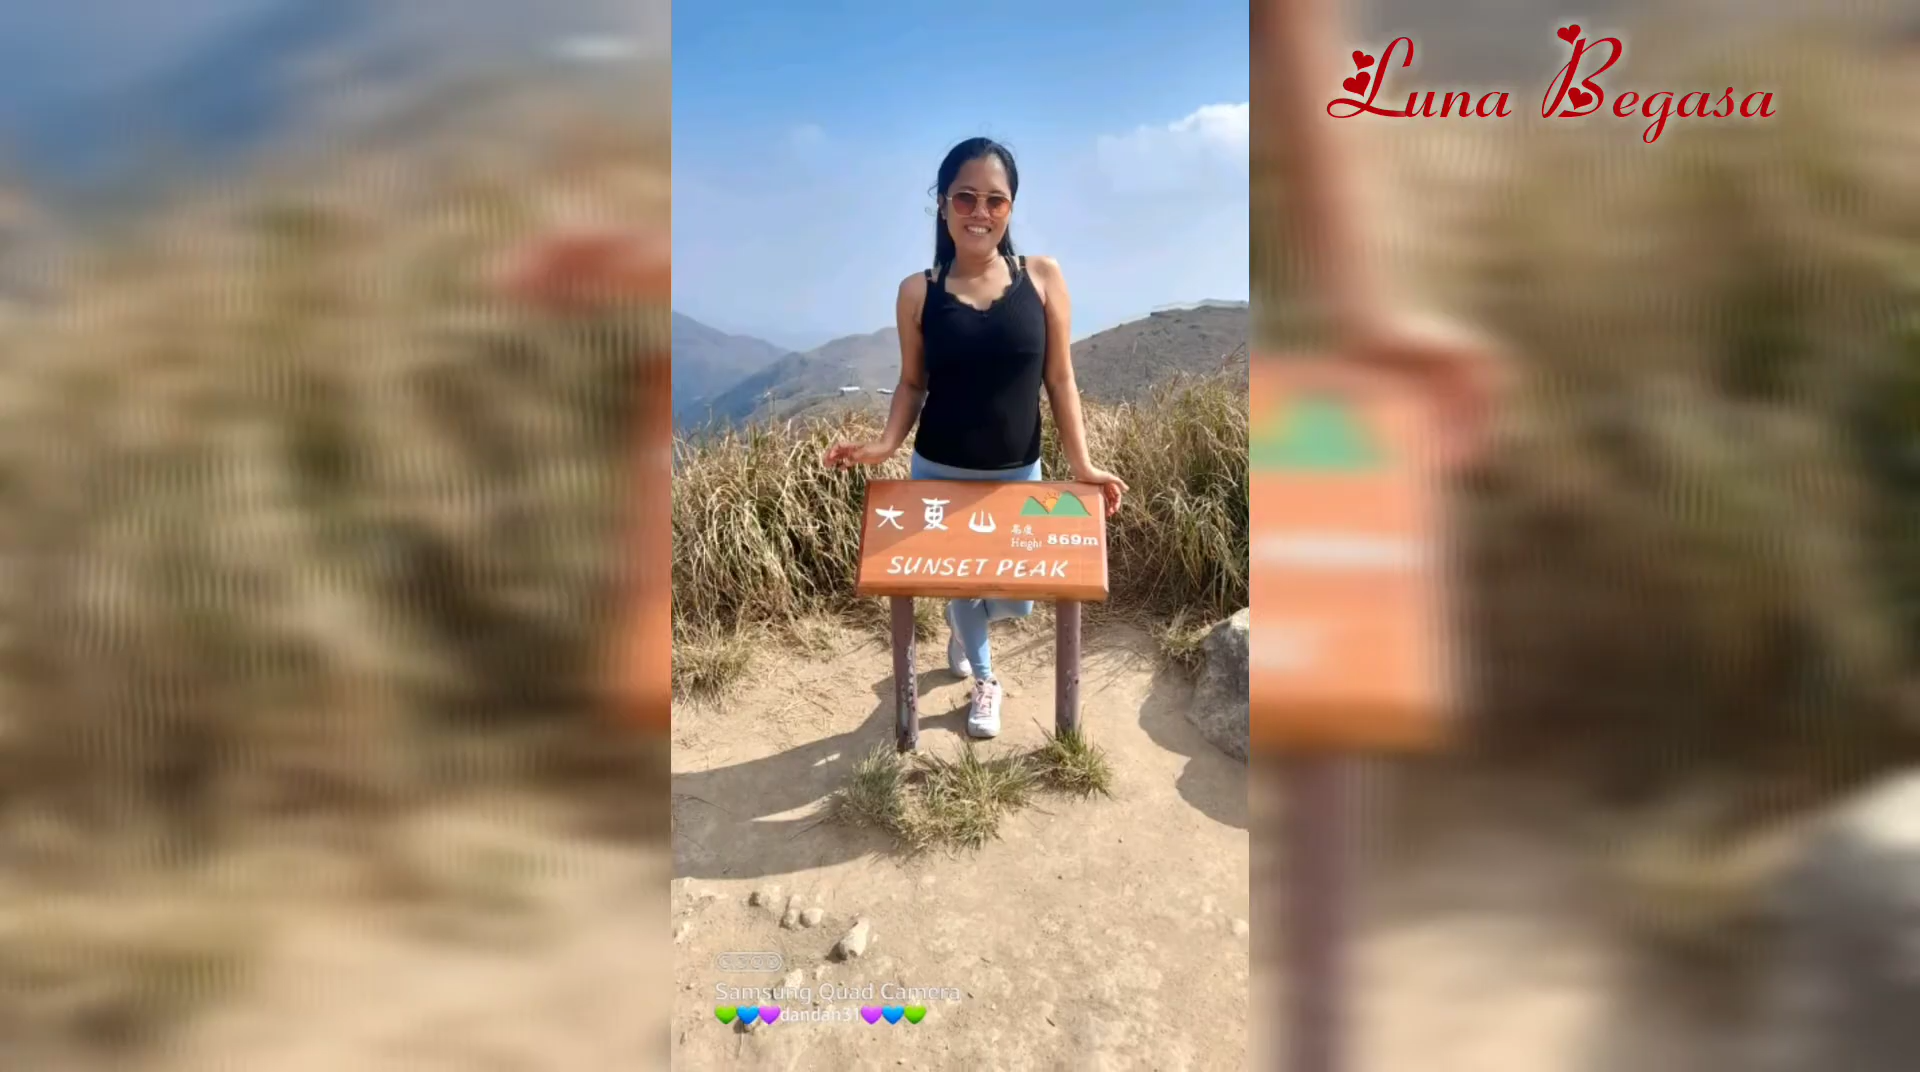 Luna Begasa
大東山
高度
Height 869m
SUNSET PEAK
Samsung Quad Camera
💚💙💜dandan31💜💙💚